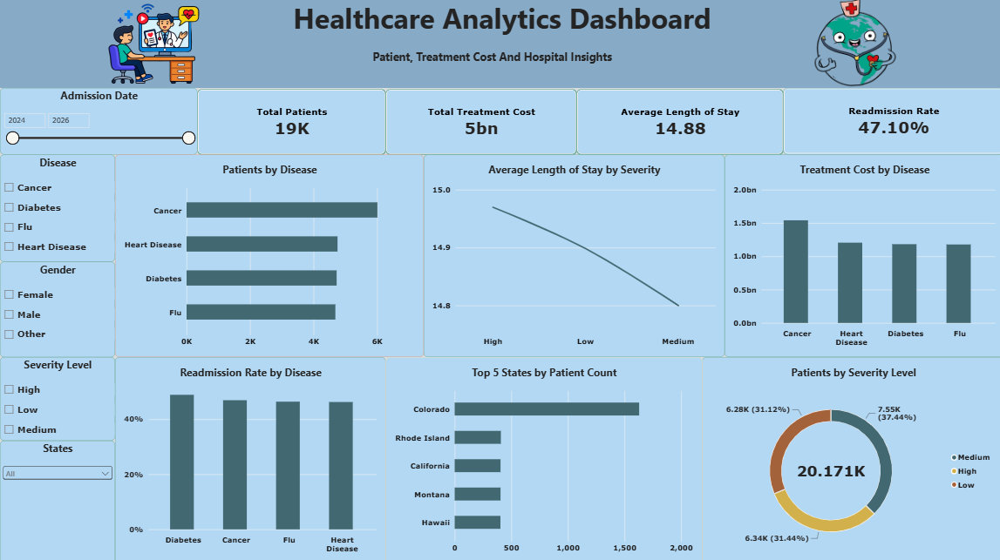 Healthcare Analytics Dashboard
Patient, Treatment Cost And Hospital Insights
Admission Date
2024
2026
Total Patients
19K
Total Treatment Cost
5bn
Average Length of Stay
14.88
Readmission Rate
47.10%
Disease
Cancer
Diabetes
Flu
Heart Disease
Gender
Female
Male
Other
Severity Level
High
Low
Medium
States
All
Patients by Disease
Cancer
Heart Disease
Diabetes
Flu
0K
2K
4K
6K
Average Length of Stay by Severity
15.0
14.9
14.8
High
Low
Medium
Treatment Cost by Disease
2.0bn
1.5bn
1.0bn
0.5bn
0.0bn
Cancer
Heart
Disease
Diabetes
Flu
Readmission Rate by Disease
40%
20%
0%
Diabetes
Cancer
Flu
Heart
Disease
Top 5 States by Patient Count
Colorado
Rhode Island
California
Montana
Hawaii
0
500
1,000
1,500
2,000
Patients by Severity Level
6.28K (31.12%)
7.55K
(37.44%)
20.171K
6.34K (31.44%)
Medium
High
Low